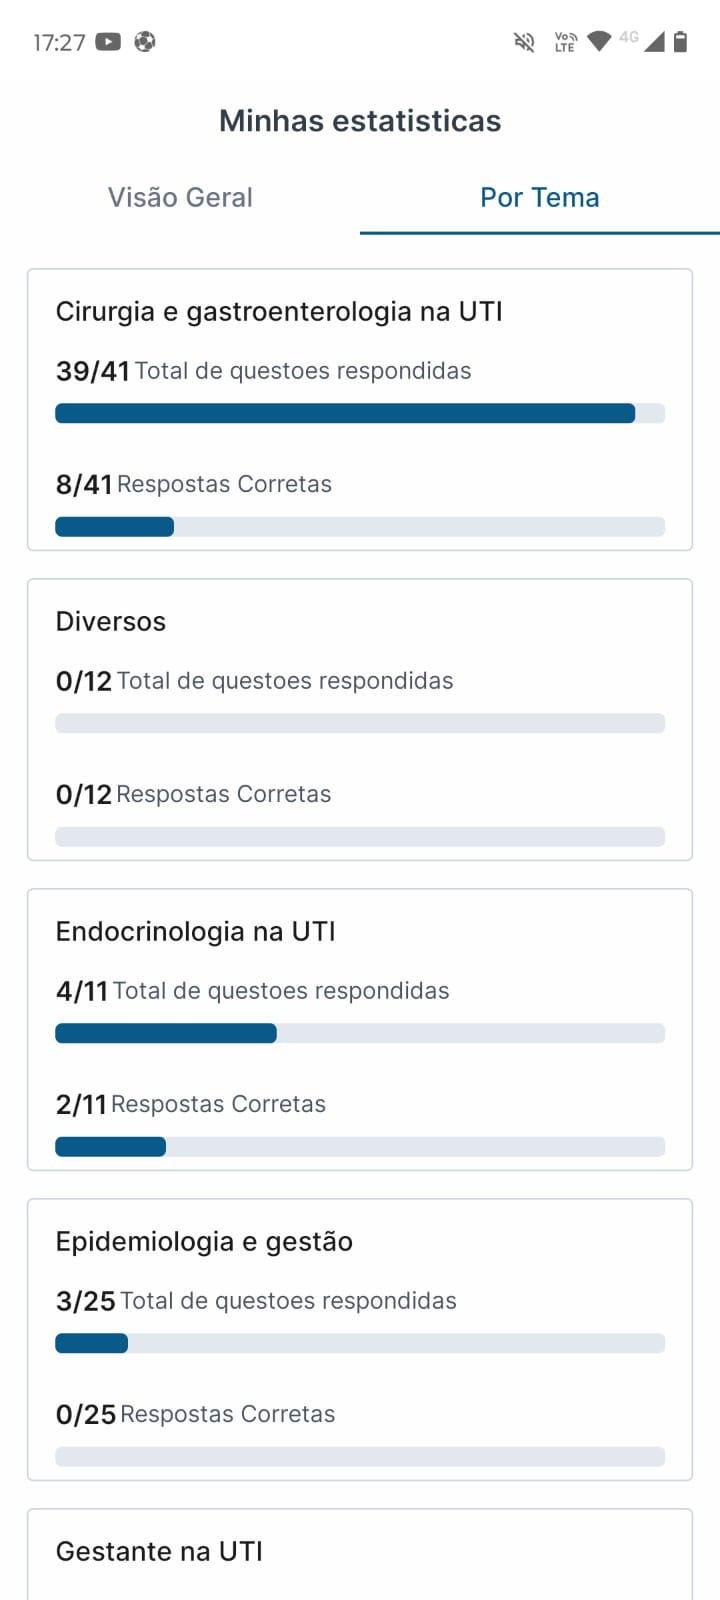 17:27
Vo LTE
4G
Minhas estatisticas
Visão Geral
Por Tema
Cirurgia e gastroenterologia na UTI
39/41 Total de questoes respondidas
8/41 Respostas Corretas
Diversos
0/12 Total de questoes respondidas
0/12 Respostas Corretas
Endocrinologia na UTI
4/11 Total de questoes respondidas
2/11 Respostas Corretas
Epidemiologia e gestão
3/25 Total de questoes respondidas
0/25 Respostas Corretas
Gestante na UTI